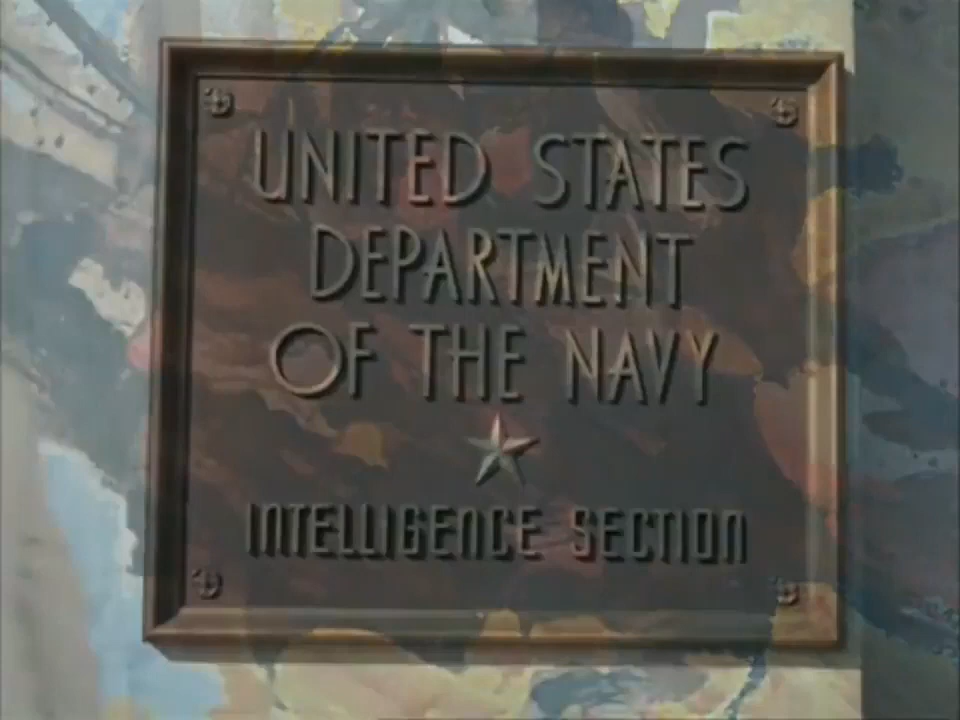 UNITED STATES
DEPARTMENT
OF THE NAVY
INTELLIGENCE SECTION